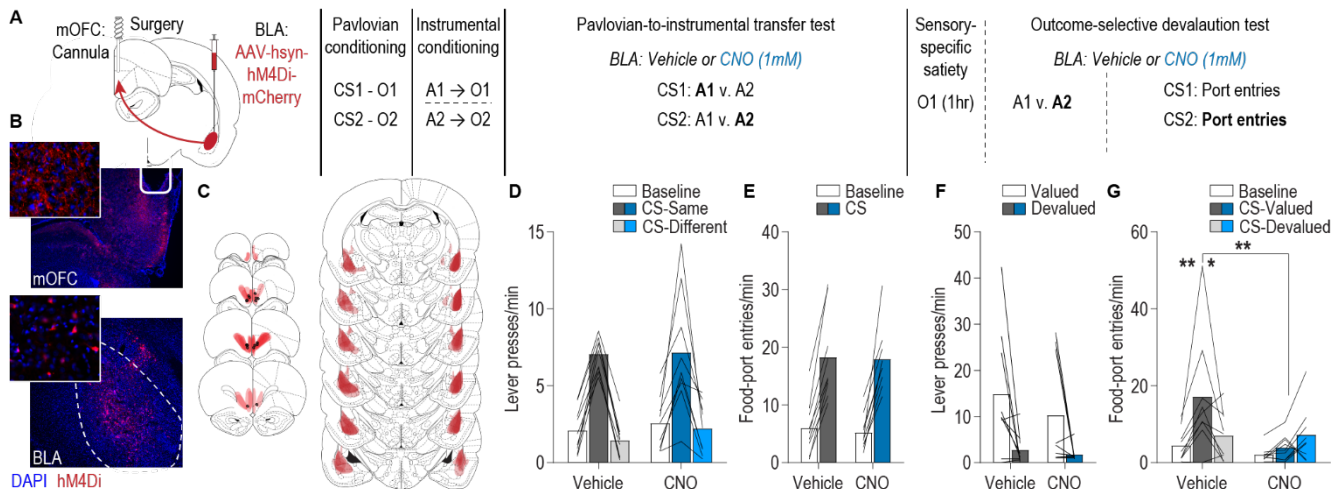 A
mOFC:
Cannula
Surgery
BLA:
AAV-hsyn-
hM4Di-
mCherry
Pavlovian
conditioning
CS1 - O1
CS2 - O2
Instrumental
conditioning
A1 → O1
A2 → O2
Pavlovian-to-instrumental transfer test
BLA: Vehicle or CNO (1mM)
CS1: A1 v. A2
CS2: A1 v. A2
Sensory-
specific
satiety
O1 (1hr)
Outcome-selective devalaution test
BLA: Vehicle or CNO (1mM)
A1 v. A2
CS1: Port entries
CS2: Port entries
B
mOFC
BLA
DAPI hM4Di
C
D
Baseline
CS-Same
CS-Different
Lever presses/min
15
10
5
0
Vehicle CNO
E
Baseline
CS
Food-port entries/min
40
30
20
10
0
Vehicle CNO
F
Valued
Devalued
Lever presses/min
50
40
30
20
10
0
Vehicle CNO
G
Baseline
CS-Valued
CS-Devalued
Food-port entries/min
60
40
20
0
**
** *
Vehicle CNO